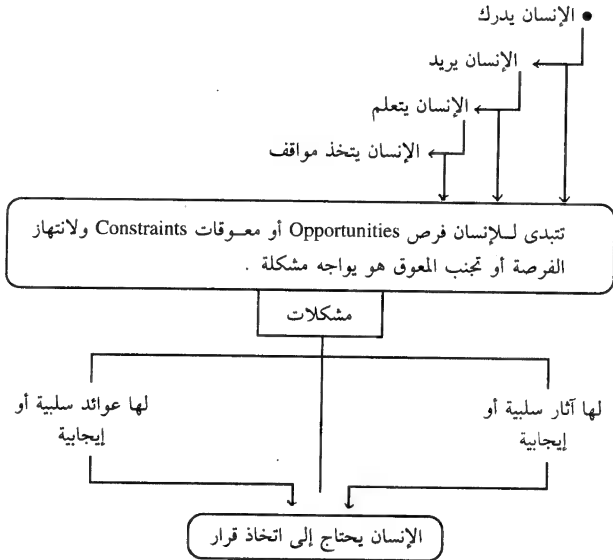 ● الإنسان يدرك
الإنسان يريد
الإنسان يتعلم
الإنسان يتخذ مواقف
تتبدى لــلإنسان فرص Opportunities أو معــوقات Constraints ولانتهاز
الفرصة أو تجنب المعوق هو يواجه مشكلة .
مشكلات
لها آثار سلبية أو
إيجابية
لها عوائد سلبية أو
إيجابية
الإنسان يحتاج إلى اتخاذ قرار